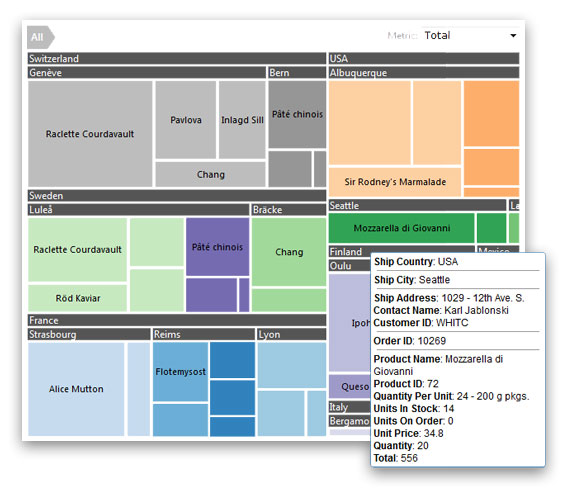 All
Metric: Total
Switzerland
Genève
Bern
Raclette Courdavault
Pavlova
Inlagd Sill
Chang
Pâté chinois
USA
Albuquerque
Sir Rodney's Marmalade
Seattle
Mozzarella di Giovanni
Sweden
Luleå
Bräcke
Raclette Courdavault
Röd Kaviar
Pâté chinois
Chang
France
Strasbourg
Reims
Lyon
Alice Mutton
Flotemysost
Finland
Mexico
Oulu
Queso
Italy
Bergamo
Ship Country: USA
Ship City: Seattle
Ship Address: 1029 - 12th Ave. S.
Contact Name: Karl Jablonski
Customer ID: WHITC
Order ID: 10269
Product Name: Mozzarella di
Giovanni
Product ID: 72
Quantity Per Unit: 24 - 200 g pkgs.
Units In Stock: 14
Units On Order: 0
Unit Price: 34.8
Quantity: 20
Total: 556